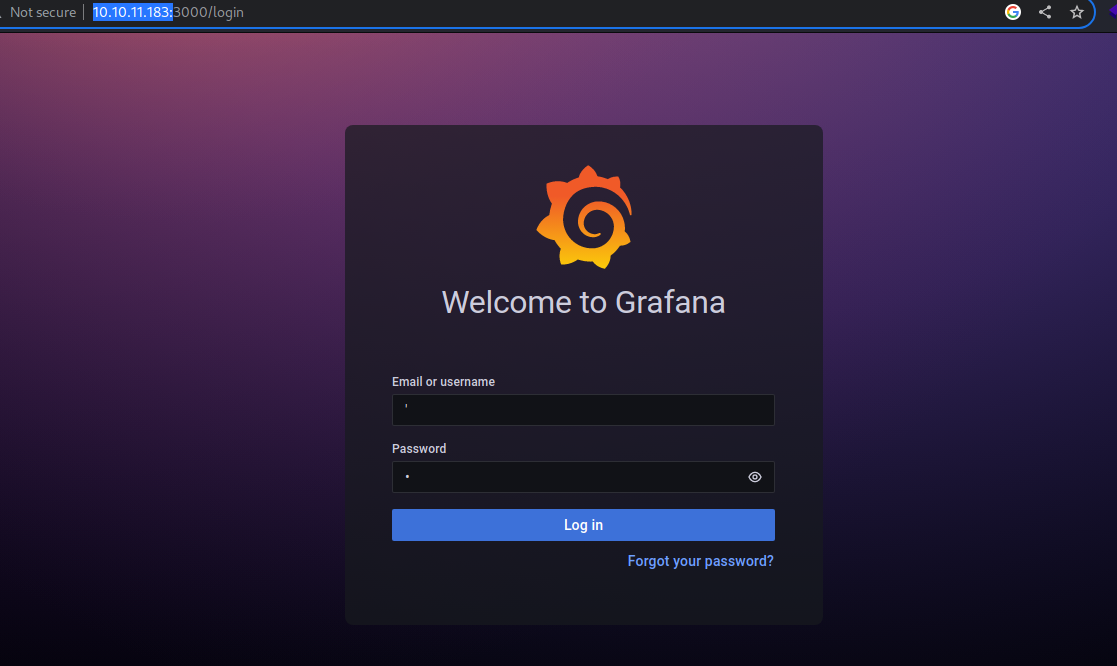 Not secure 10.10.11.183:3000/login
Welcome to Grafana
Email or username
'
Password
•
Log in
Forgot your password?